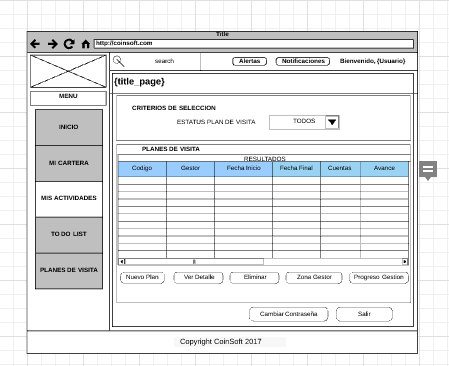 Title
http://coinsoft.com
search
Alertas
Notificaciones
Bienvenido, {Usuario}
MENU
INICIO
MI CARTERA
MIS ACTIVIDADES
TO DO LIST
PLANES DE VISITA
{title_page}
CRITERIOS DE SELECCION
ESTATUS PLAN DE VISITA
TODOS
PLANES DE VISITA
RESULTADOS
Codigo Gestor Fecha Inicio Fecha Final Cuentas Avance
Nuevo Plan Ver Detalle Eliminar Zona Gestor Progreso Gestion
Cambiar Contraseña Salir
Copyright CoinSoft 2017